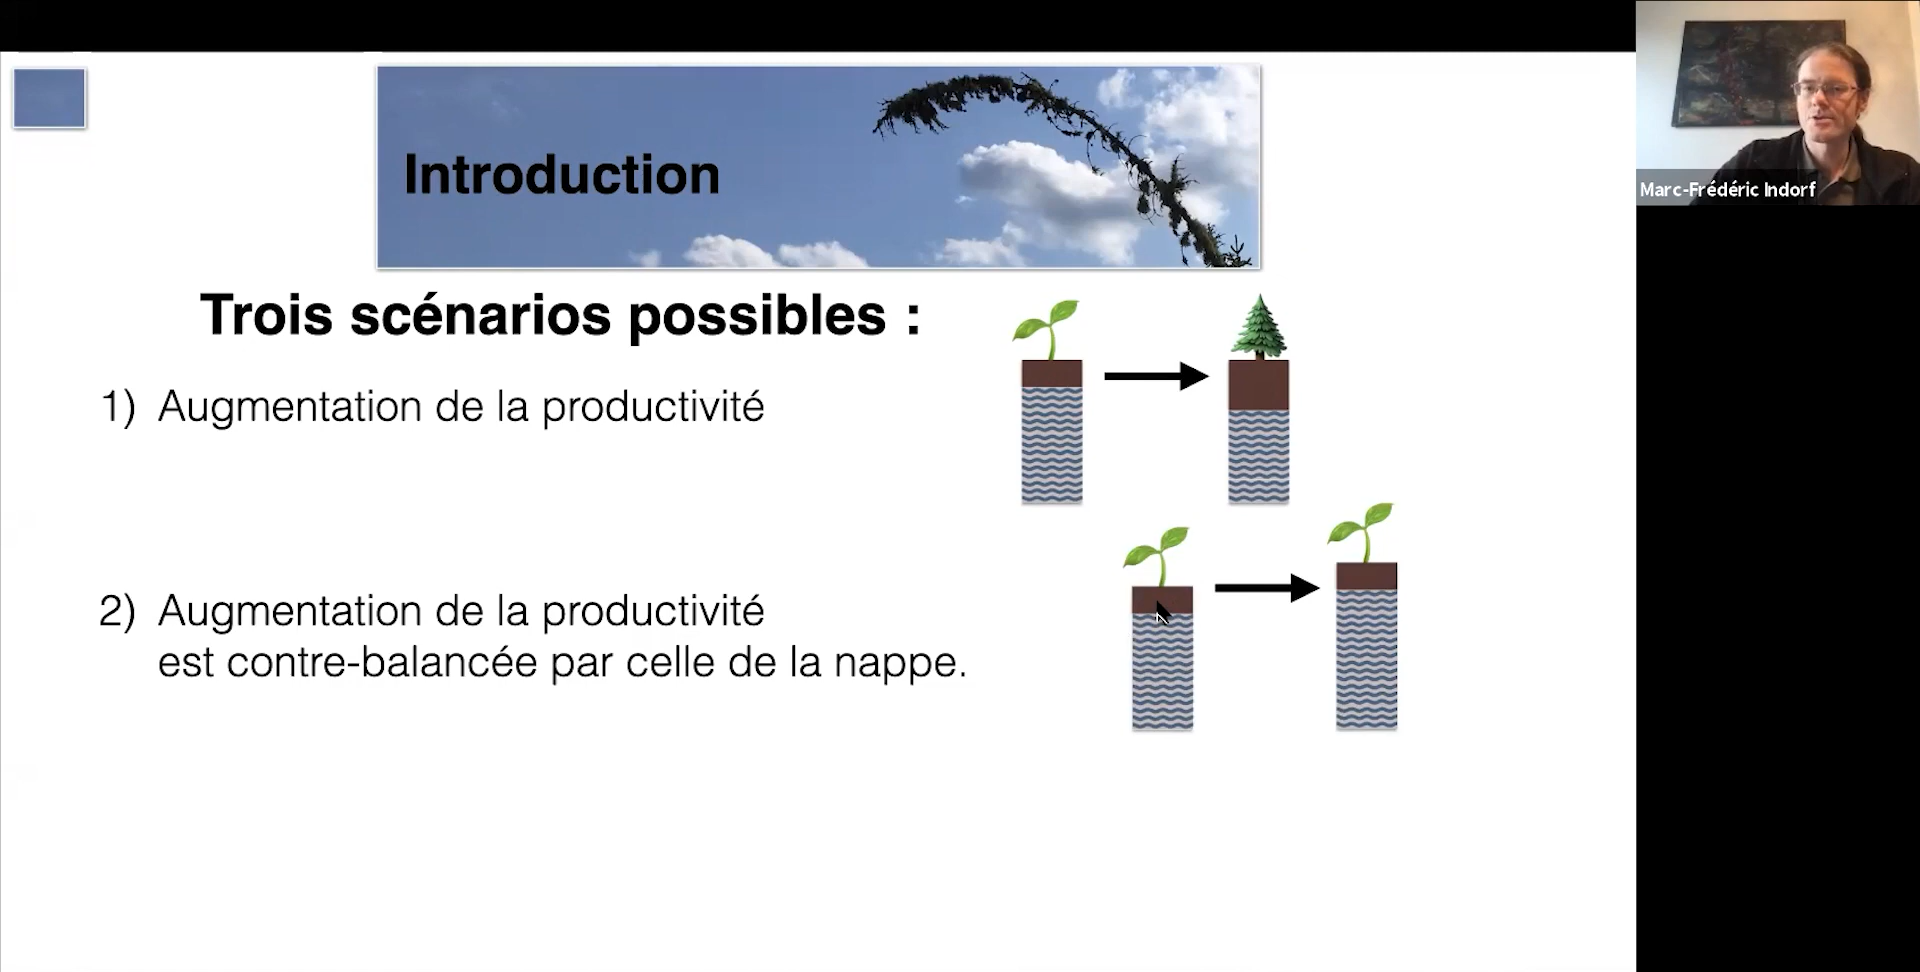 Introduction
Trois scénarios possibles :
1) Augmentation de la productivité
2) Augmentation de la productivité
est contre-balancée par celle de la nappe.
Marc-Frédéric Indorf